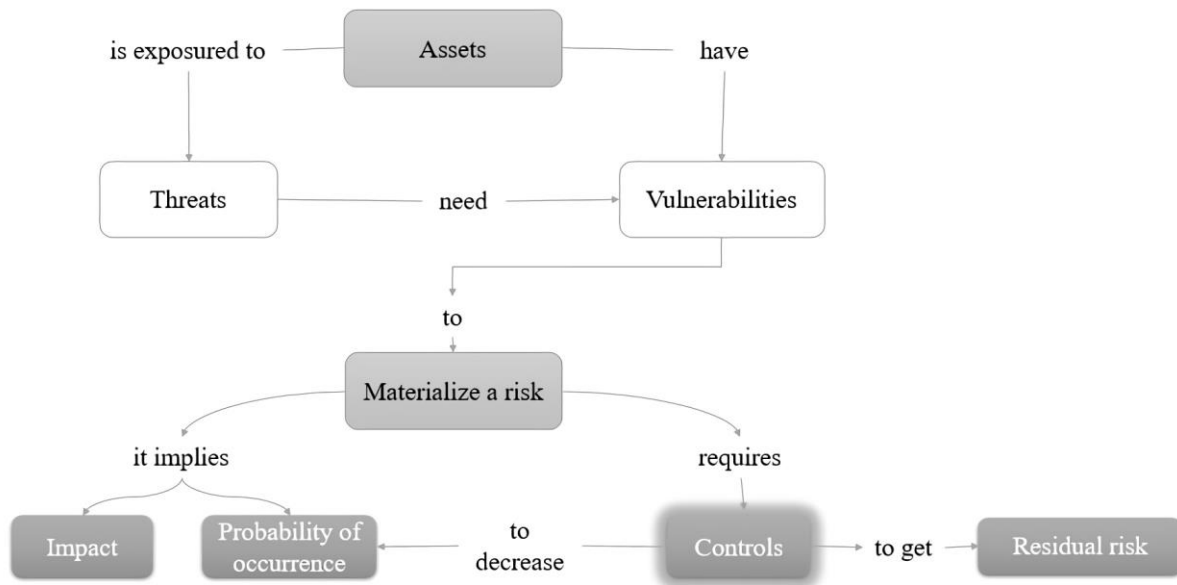 is exposured to
Assets
have
Threats
need
Vulnerabilities
to
Materialize a risk
it implies
requires
Impact
Probability of
occurrence
to
decrease
Controls
to get
Residual risk